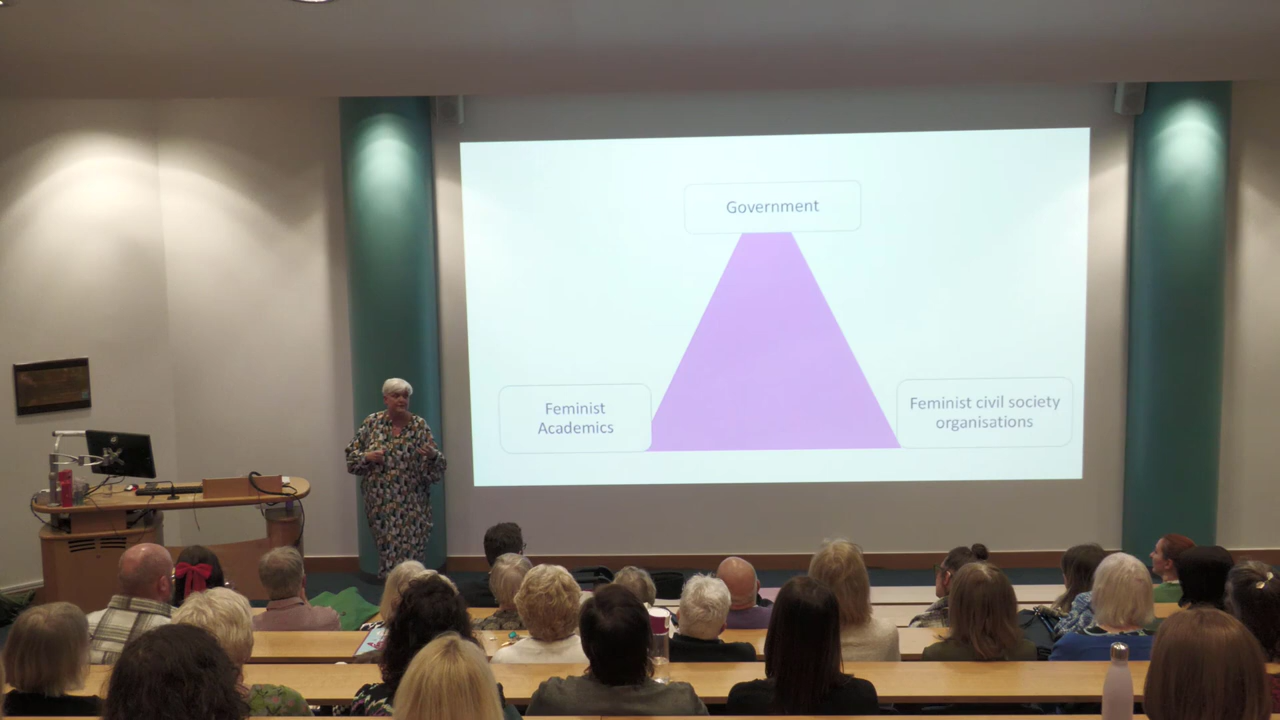 Government
Feminist
Academics
Feminist civil society
organisations